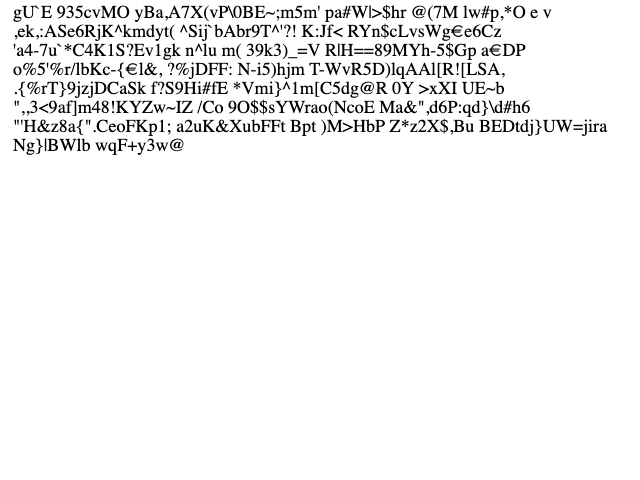 gU`E 935cvMO yBa,A7X(vP\0BE~;m5m' pa#W|>$hr @(7M lw#p,*O e v
,ek,:ASe6RjK^kmdyt( ^Sij`bAbr9T^'?! K:Jf< RYn$cLvsWg€e6Cz
'a4-7u`*C4K1S?Ev1gk n^lu m( 39k3)_=V R|H==89MYh-5$Gp a€DP
o%5'%r/lbKc-{€l&, ?%jDFF: N-i5)hjm T-WvR5D)lqAAl[R![LSA,
.{%rT}9jzjDCaSk f?S9Hi#fE *Vmi}^1m[C5dg@R 0Y >xXI UE~b
",,3<9af]m48!KYZw~IZ /Co 9O$$sYWrao(NcoE Ma&",d6P:qd}\d#h6
"'H&z8a{".CeoFKp1; a2uK&XubFFt Bpt )M>HbP Z*z2X$,Bu BEDtdj}UW=jira
Ng}|BWlb wqF+y3w@